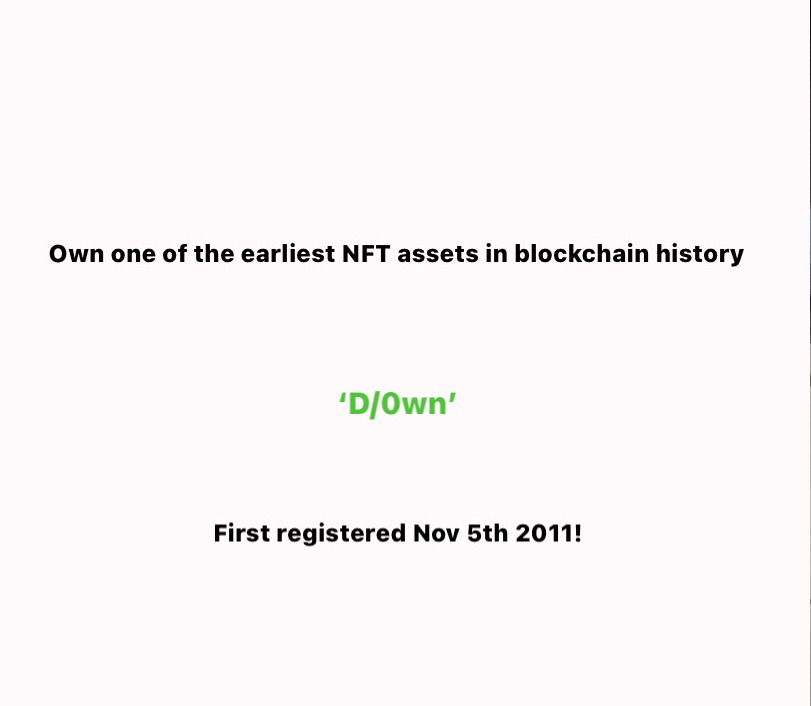 Own one of the earliest NFT assets in blockchain history
‘D/0wn’
First registered Nov 5th 2011!